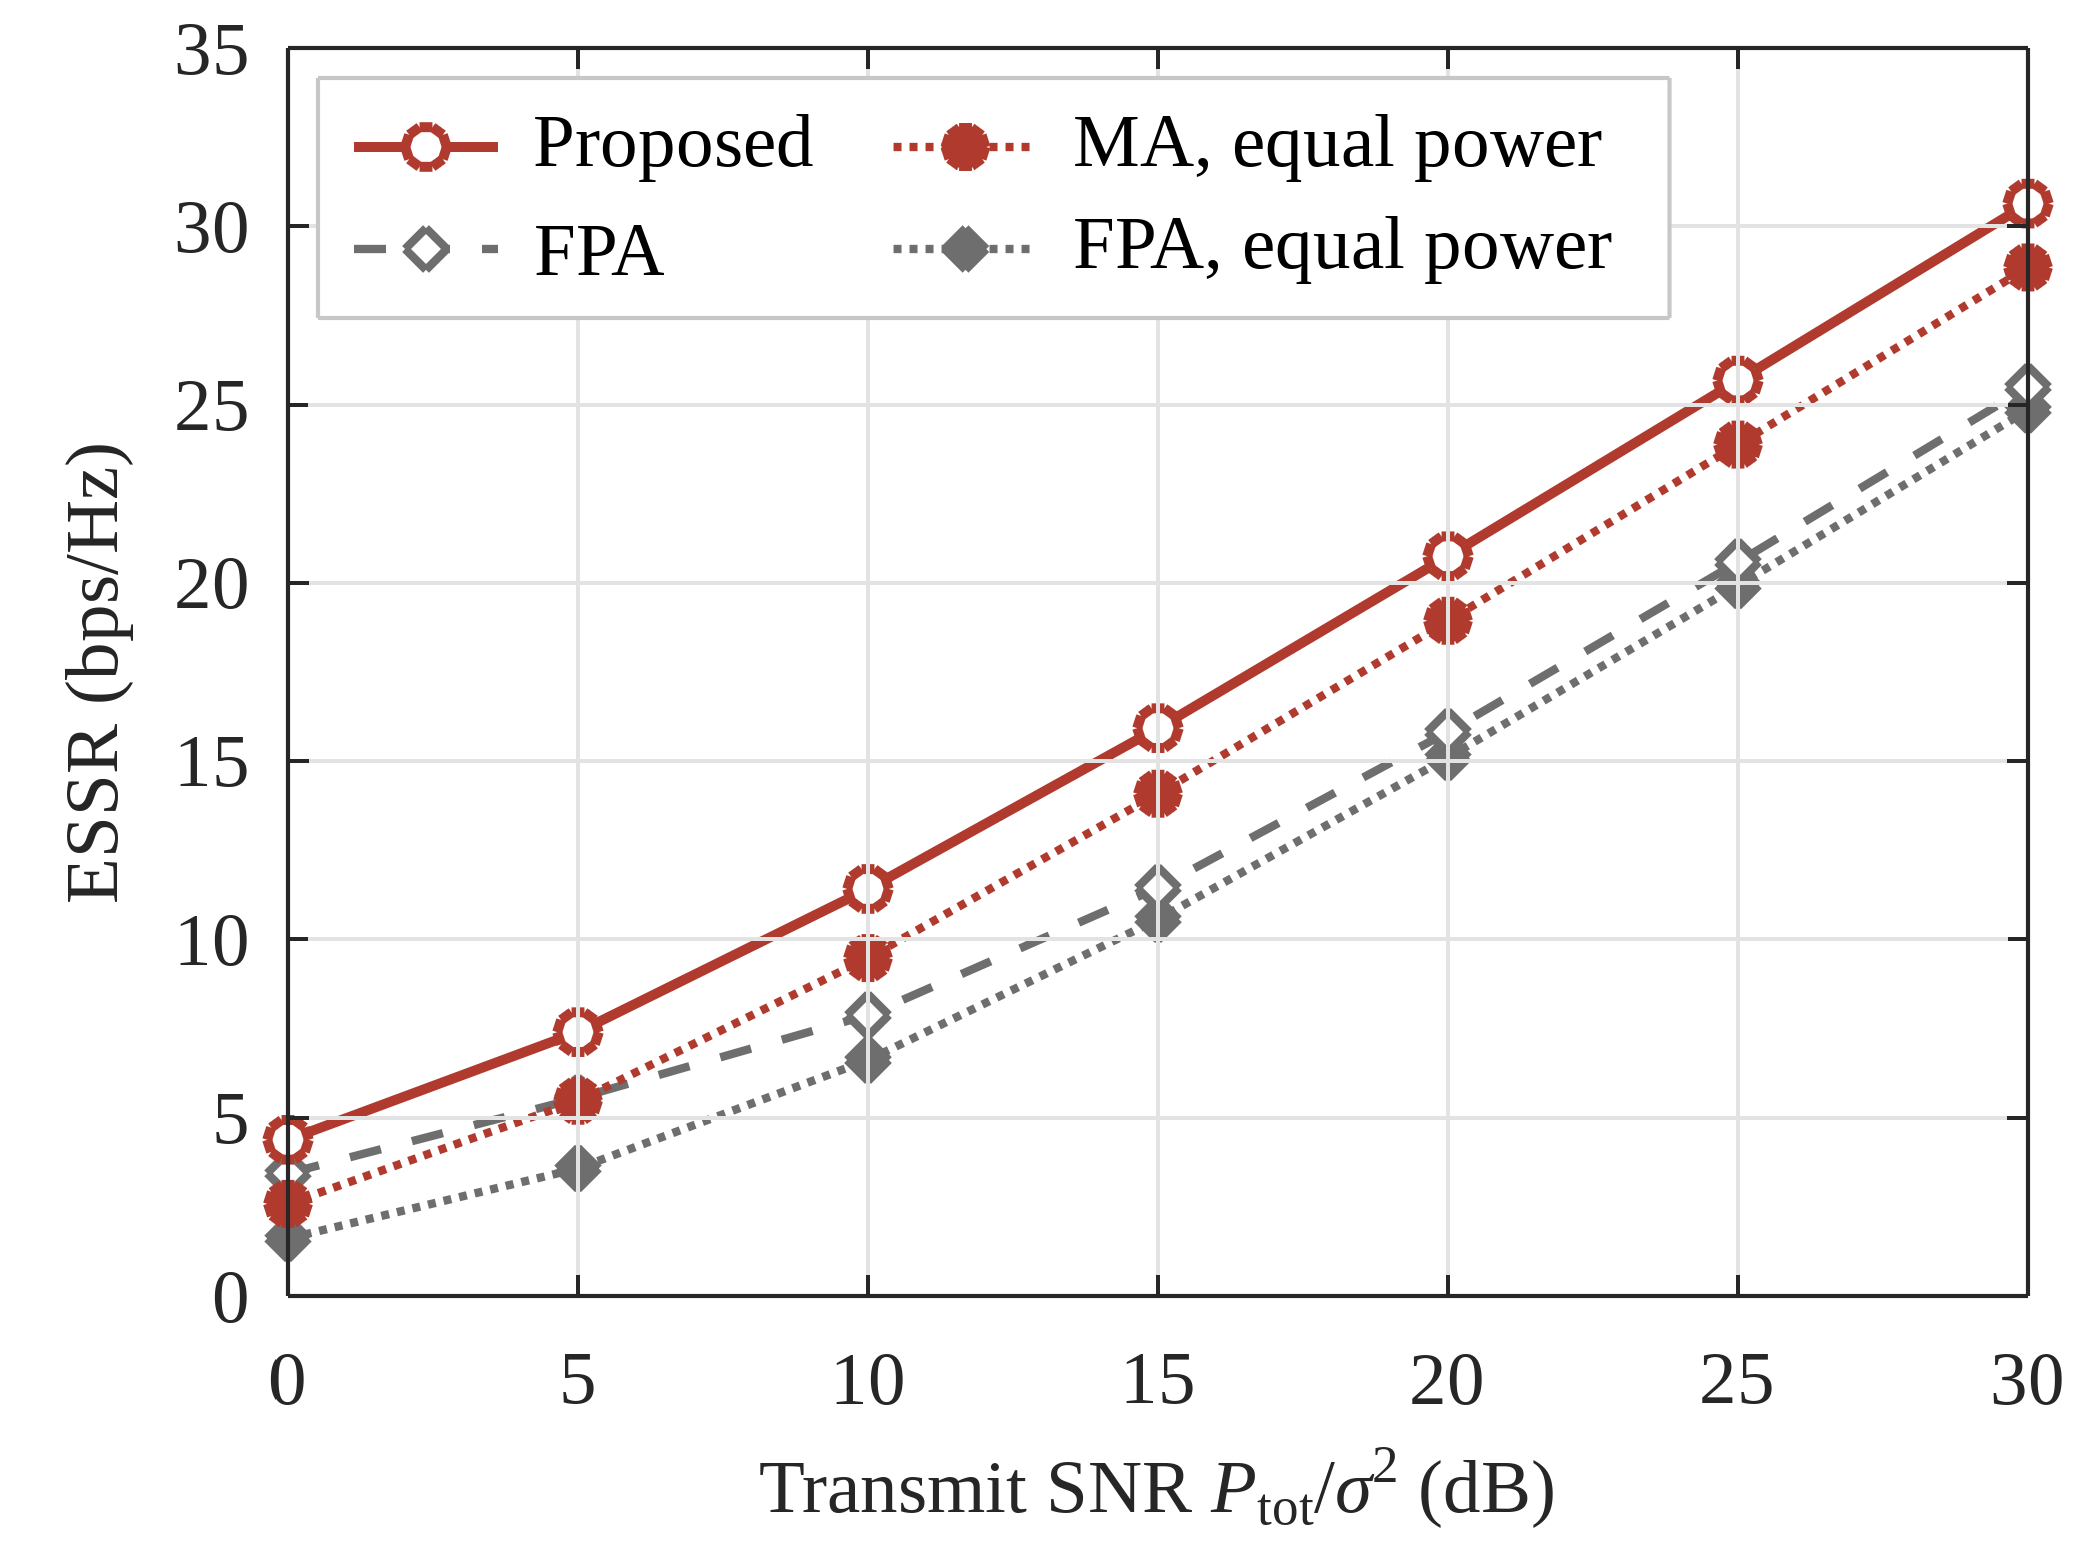 35
30
25
20
15
10
5
0
ESSR (bps/Hz)
Proposed
FPA
MA, equal power
FPA, equal power
0 5 10 15 20 25 30
Transmit SNR P_tot/σ² (dB)